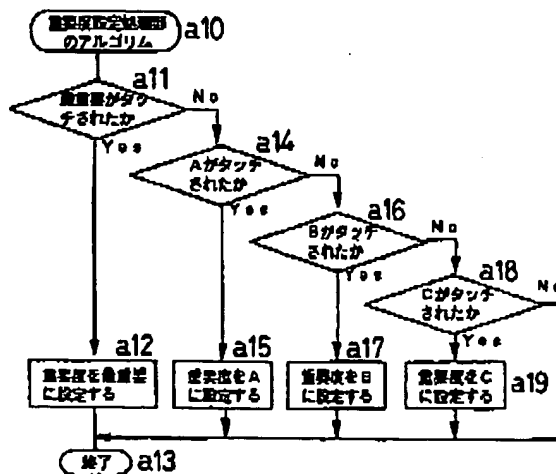 重要度設定処理部
のアルゴリム
a10
a11
最重要がタッ
チされたか
No
Yes
a14
Aがタッチ
されたか
No
Yes
a16
Bがタッチ
されたか
No
Yes
a18
Cがタッチ
されたか
No
Yes
a12
重要度を最重要
に設定する
a15
重要度をA
に設定する
a17
重要度をB
に設定する
重要度をC
に設定する
a19
終了
a13